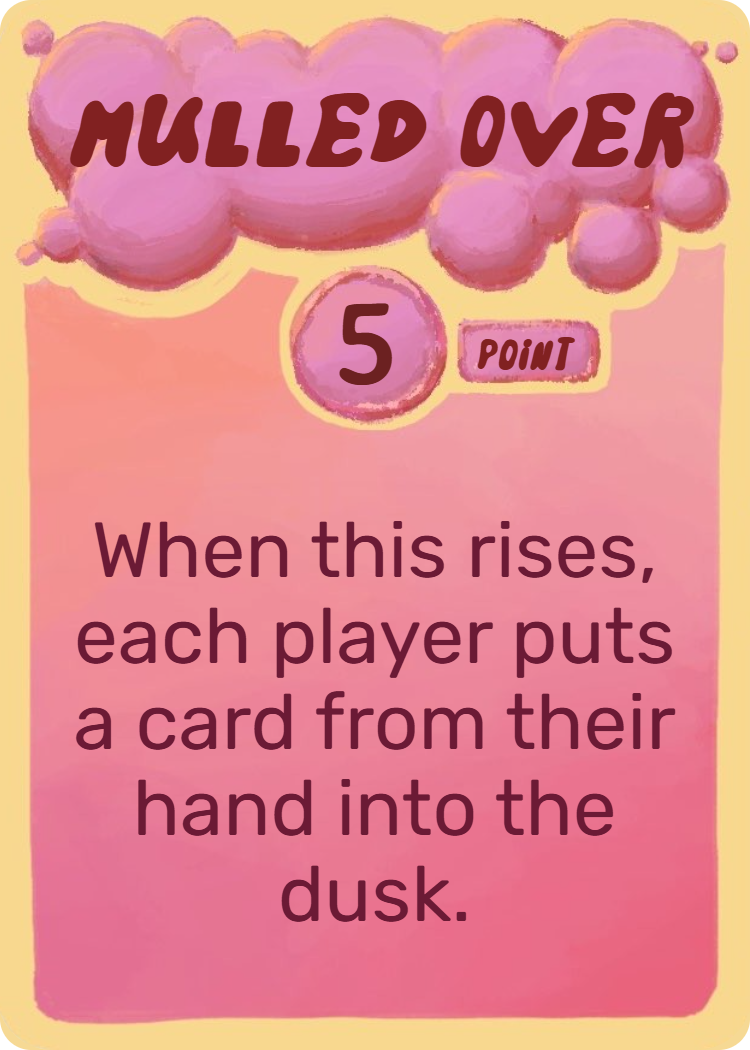 MULLED OVER
5
POINT
When this rises,
each player puts
a card from their
hand into the
dusk.